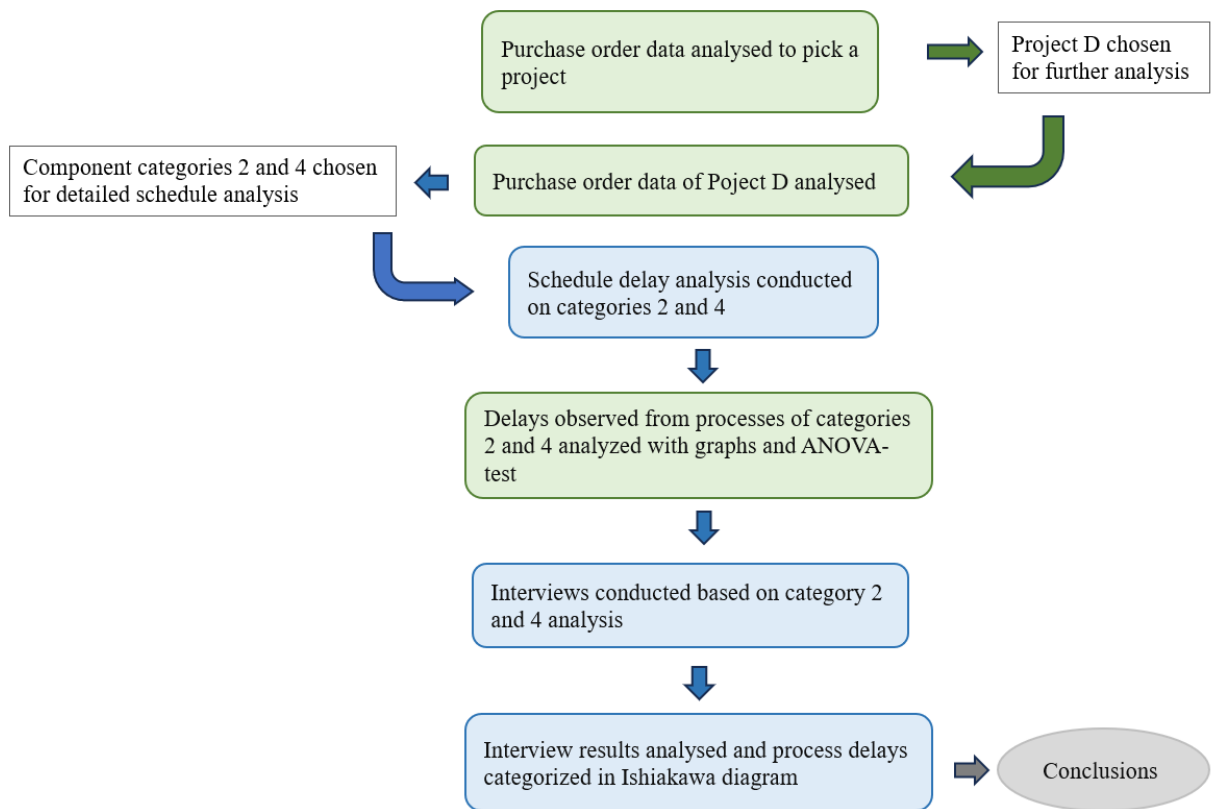 Purchase order data analysed to pick a
project
Project D chosen
for further analysis
Component categories 2 and 4 chosen
for detailed schedule analysis
Purchase order data of Poject D analysed
Schedule delay analysis conducted
on categories 2 and 4
Delays observed from processes of categories
2 and 4 analyzed with graphs and ANOVA-
test
Interviews conducted based on category 2
and 4 analysis
Interview results analysed and process delays
categorized in Ishiakawa diagram
Conclusions